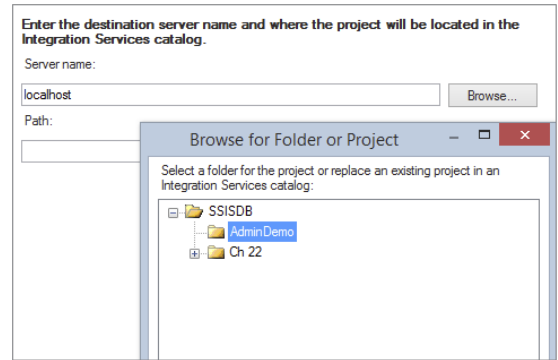 Enter the destination server name and where the project will be located in the
Integration Services catalog.
Server name:
localhost
Browse...
Path:
Browse for Folder or Project
Select a folder for the project or replace an existing project in an
Integration Services catalog:
SSISDB
AdminDemo
Ch 22